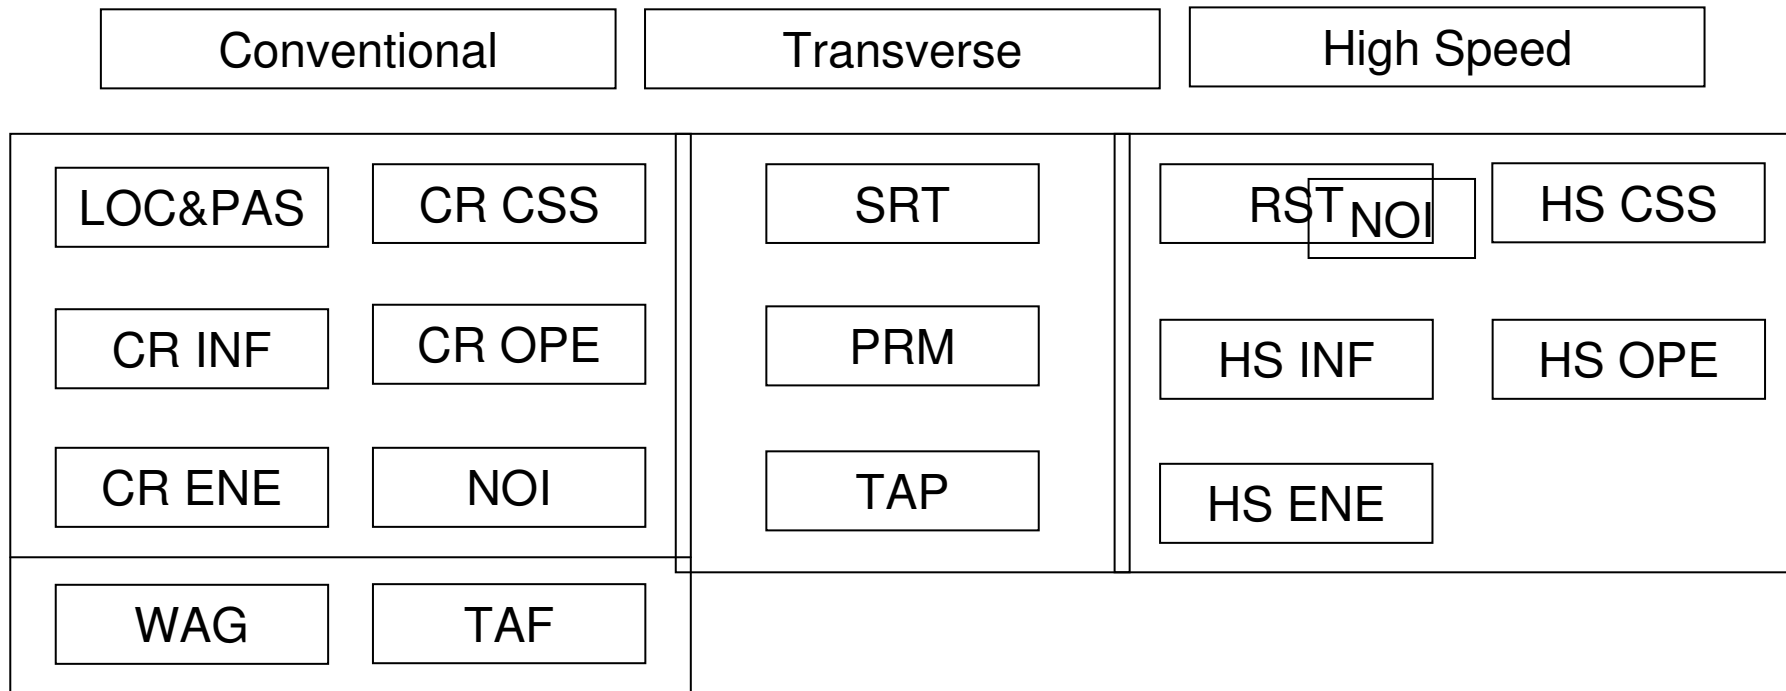 Conventional
Transverse
High Speed
LOC&PAS
CR CSS
SRT
RST
NOI
HS CSS
CR INF
CR OPE
PRM
HS INF
HS OPE
CR ENE
NOI
TAP
HS ENE
WAG
TAF